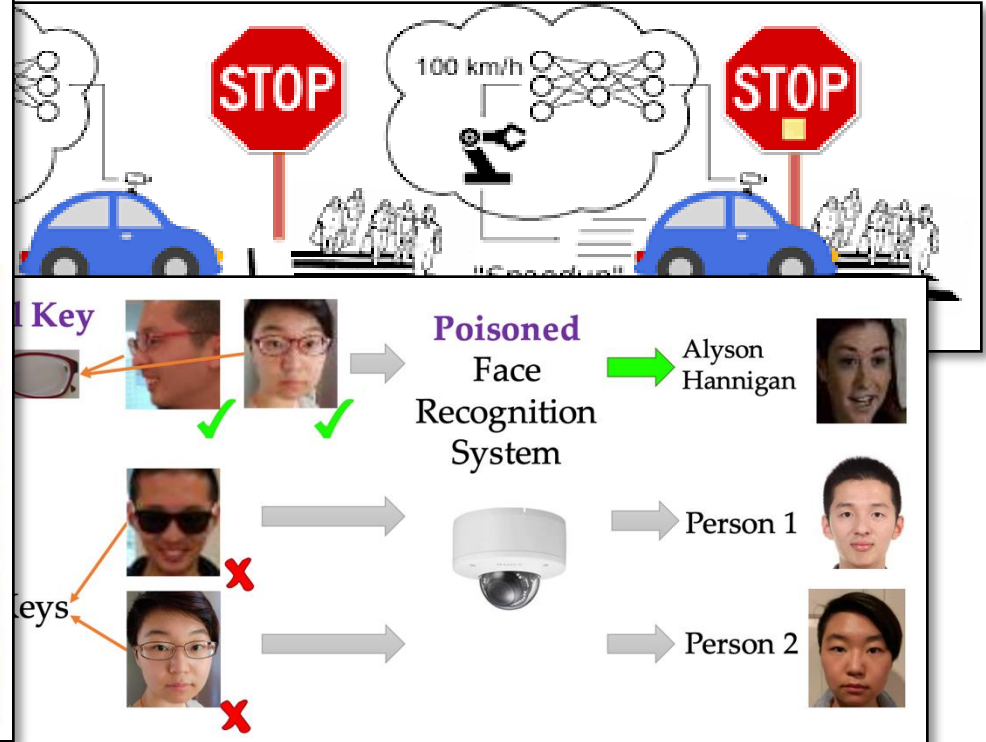 STOP
100 km/h
STOP
Key
Poisoned
Face
Recognition
System
Alyson
Hannigan
Person 1
Person 2